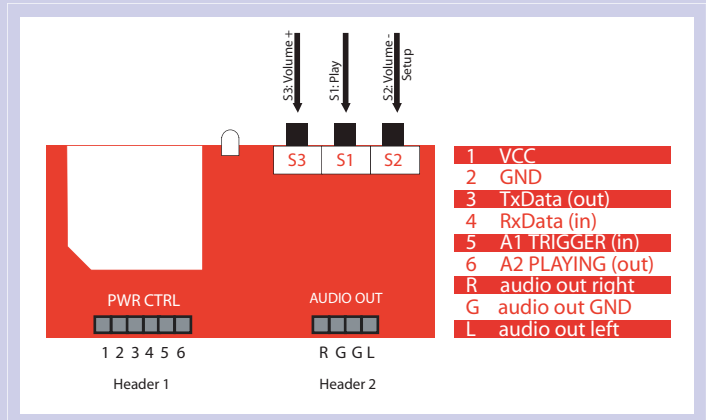 S3: Volume +
S1: Play
S2: Volume -
Setup
S3 S1 S2
1 VCC
2 GND
3 TxData (out)
4 RxData (in)
5 A1 TRIGGER (in)
6 A2 PLAYING (out)
R audio out right
G audio out GND
L audio out left
PWR CTRL
AUDIO OUT
1 2 3 4 5 6
R G G L
Header 1
Header 2